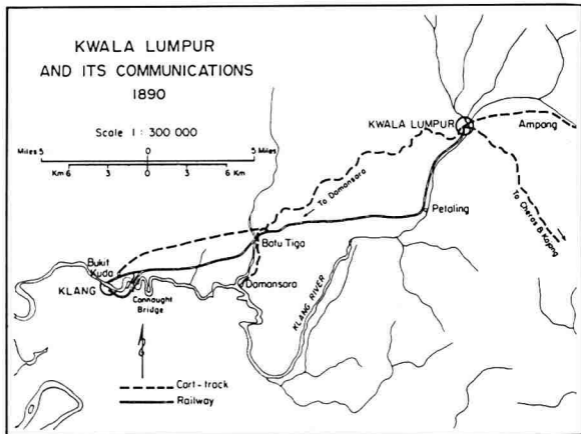 KWALA LUMPUR
AND ITS COMMUNICATIONS
1890
Scale 1 : 300 000
Miles 5 0 5 Miles
Km 6 3 0 3 6 Km
KWALA LUMPUR
Ampang
To Damansara
To Cheras & Kajang
Petaling
Batu Tiga
Bukit
Kuda
KLANG
Connaught
Bridge
Damansara
KLANG RIVER
N
Cart-track
Railway